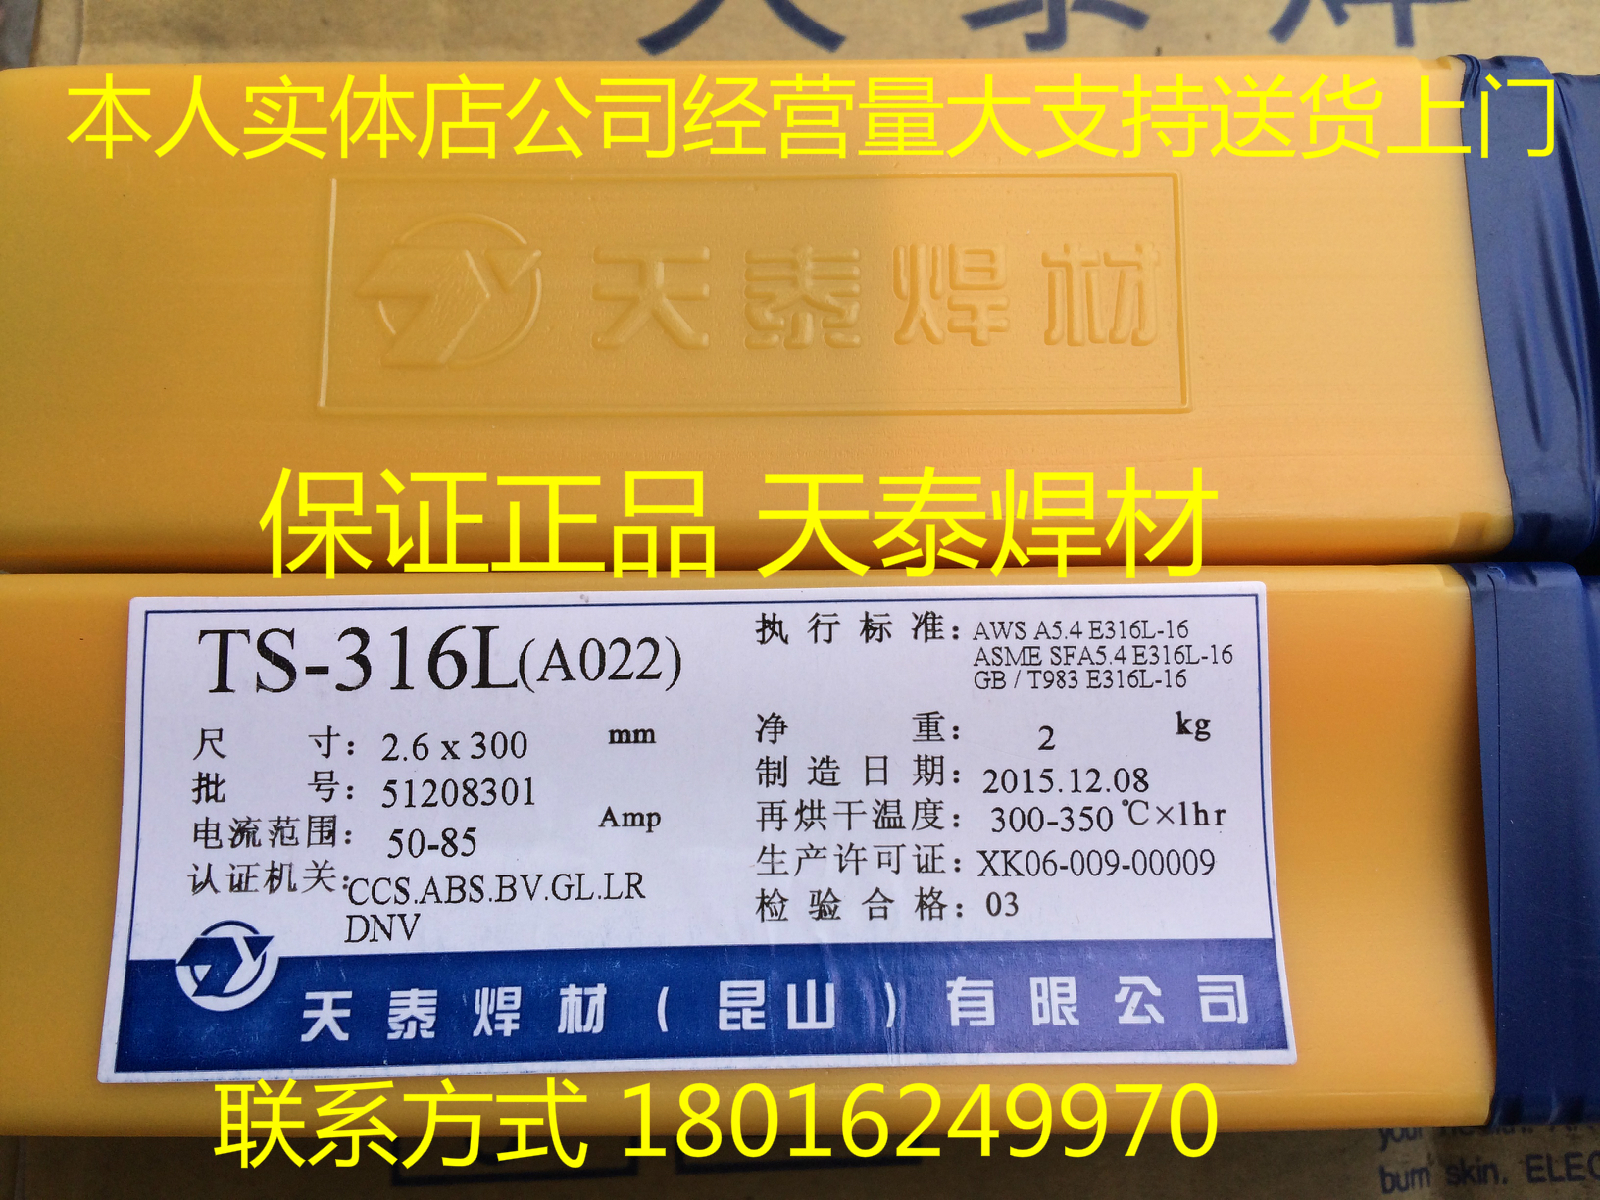 天泰焊
本人实体店公司经营量大支持送货上门
天泰焊材
保证正品 天泰焊材
TS-316L(A022)
执行标准: AWS A5.4 E316L-16
ASME SFA5.4 E316L-16
GB / T983 E316L-16
尺寸: 2.6 x 300 mm
净重: 2 kg
批号: 51208301
制造日期: 2015.12.08
电流范围: 50-85 Amp
再烘干温度: 300-350 ℃×1hr
认证机关: CCS.ABS.BV.GL.LR
DNV
生产许可证: XK06-009-00009
检验合格: 03
天泰焊材(昆山)有限公司
联系方式 18016249970
burn skin. ELEC